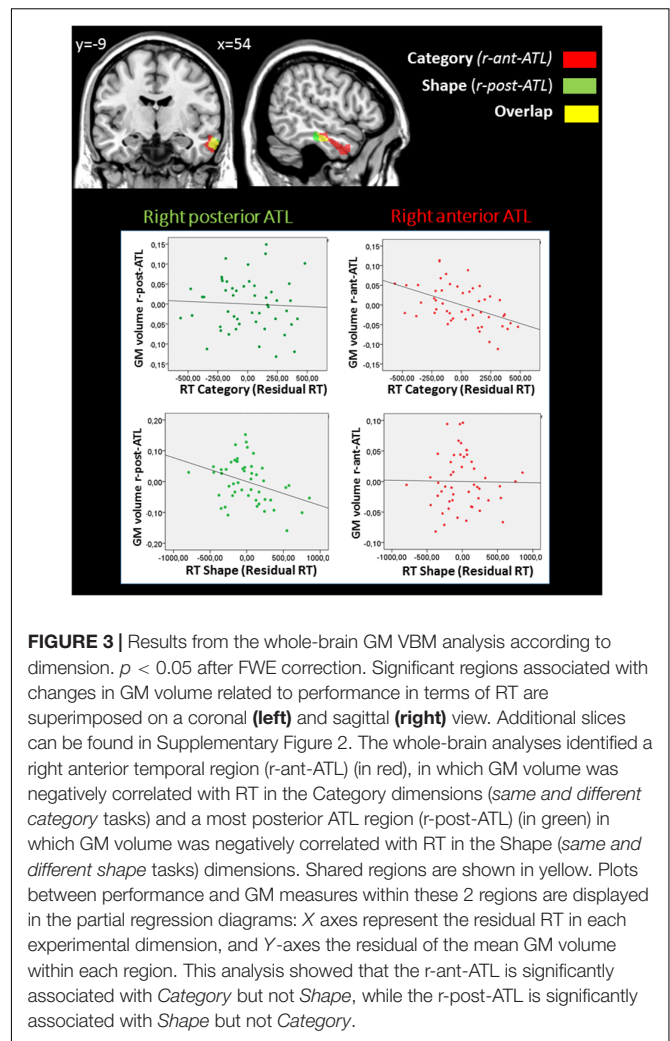 y=-9
x=54
Category (r-ant-ATL)
Shape (r-post-ATL)
Overlap
Right posterior ATL
Right anterior ATL
GM volume r-post-ATL
0,15
0,10
0,05
0,00
-0,05
-0,10
0,15
-500,00 -250,00 0,00 250,00 500,00
RT Category (Residual RT)
GM volume r-ant-ATL
0,15
0,10
0,05
0,00
-0,05
-0,10
-0,15
-500,00 -250,00 0,00 250,00 500,00
RT Category (Residual RT)
GM volume r-post-ATL
0,20
0,10
0,00
-0,10
-0,20
-1000,00 -500,00 0,00 500,00 1000,0
RT Shape (Residual RT)
GM volume r-ant-ATL
0,10
0,05
0,00
-0,05
-0,10
-1000,00 -500,00 0,00 500,00 1000,0
RT Shape (Residual RT)
FIGURE 3 | Results from the whole-brain GM VBM analysis according to
dimension. p < 0.05 after FWE correction. Significant regions associated with
changes in GM volume related to performance in terms of RT are
superimposed on a coronal (left) and sagittal (right) view. Additional slices
can be found in Supplementary Figure 2. The whole-brain analyses identified a
right anterior temporal region (r-ant-ATL) (in red), in which GM volume was
negatively correlated with RT in the Category dimensions (same and different
category tasks) and a most posterior ATL region (r-post-ATL) (in green) in
which GM volume was negatively correlated with RT in the Shape (same and
different shape tasks) dimensions. Shared regions are shown in yellow. Plots
between performance and GM measures within these 2 regions are displayed
in the partial regression diagrams: X axes represent the residual RT in each
experimental dimension, and Y-axes the residual of the mean GM volume
within each region. This analysis showed that the r-ant-ATL is significantly
associated with Category but not Shape, while the r-post-ATL is significantly
associated with Shape but not Category.